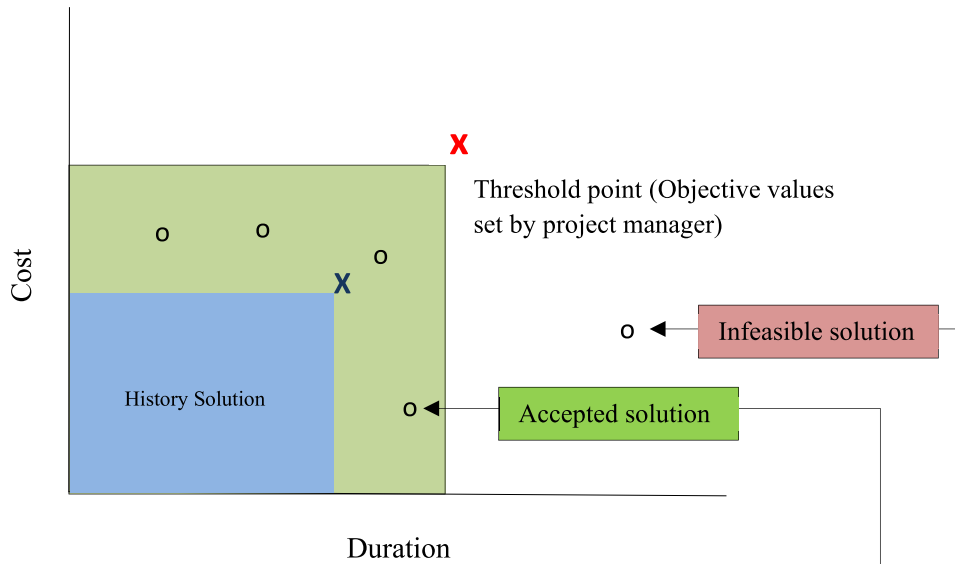 X
Threshold point (Objective values
set by project manager)
o
o
o
X
Cost
o
Infeasible solution
History Solution
o
Accepted solution
Duration